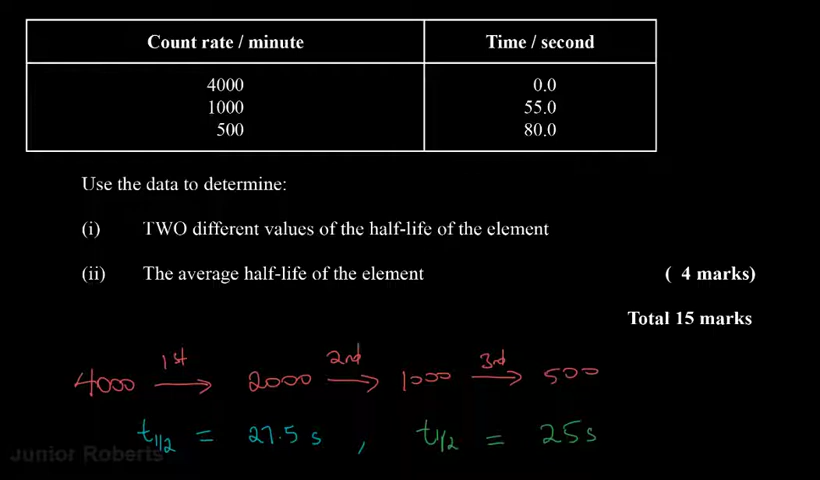 Count rate / minute Time / second
4000 0.0
1000 55.0
500 80.0
Use the data to determine:
(i) TWO different values of the half-life of the element
(ii) The average half-life of the element ( 4 marks)
Total 15 marks
1st 2nd 3rd
4000 → 2000 → 1000 → 500
t1/2 = 27.5 s , t1/2 = 25s
Junior Roberts